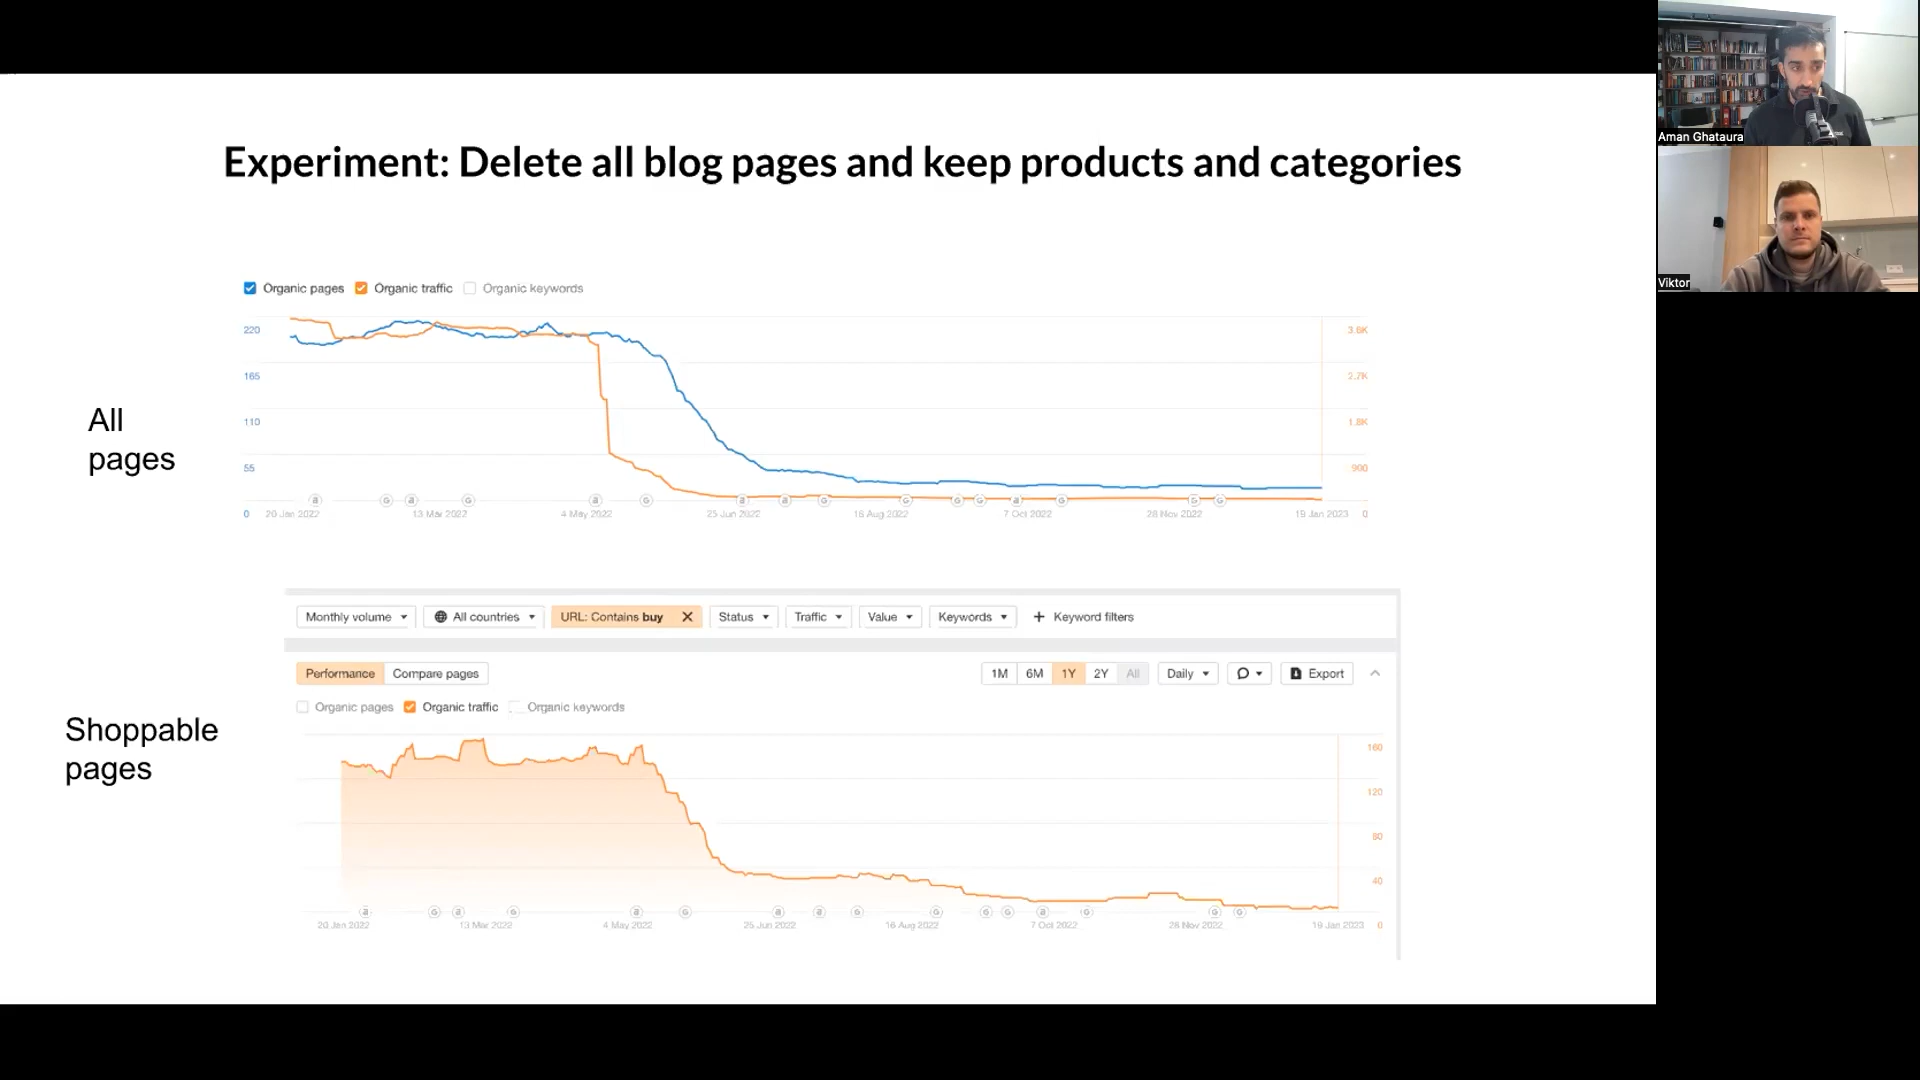 Experiment: Delete all blog pages and keep products and categories
Aman Ghataura
Viktor
Organic pages Organic traffic Organic keywords
220 3.6K
165 2.7K
All
pages
110 1.8K
55 900
0 20 Jan 2022 13 Mar 2022 4 May 2022 25 Jun 2022 16 Aug 2022 7 Oct 2022 28 Nov 2022 19 Jan 2023 0
Monthly volume All countries URL: Contains buy Status Traffic Value Keywords + Keyword filters
Performance Compare pages 1M 6M 1Y 2Y All Daily Export
Organic pages Organic traffic Organic keywords
Shoppable
pages
160
120
80
40
20 Jan 2022 13 Mar 2022 4 May 2022 25 Jun 2022 16 Aug 2022 7 Oct 2022 28 Nov 2022 19 Jan 2023 0